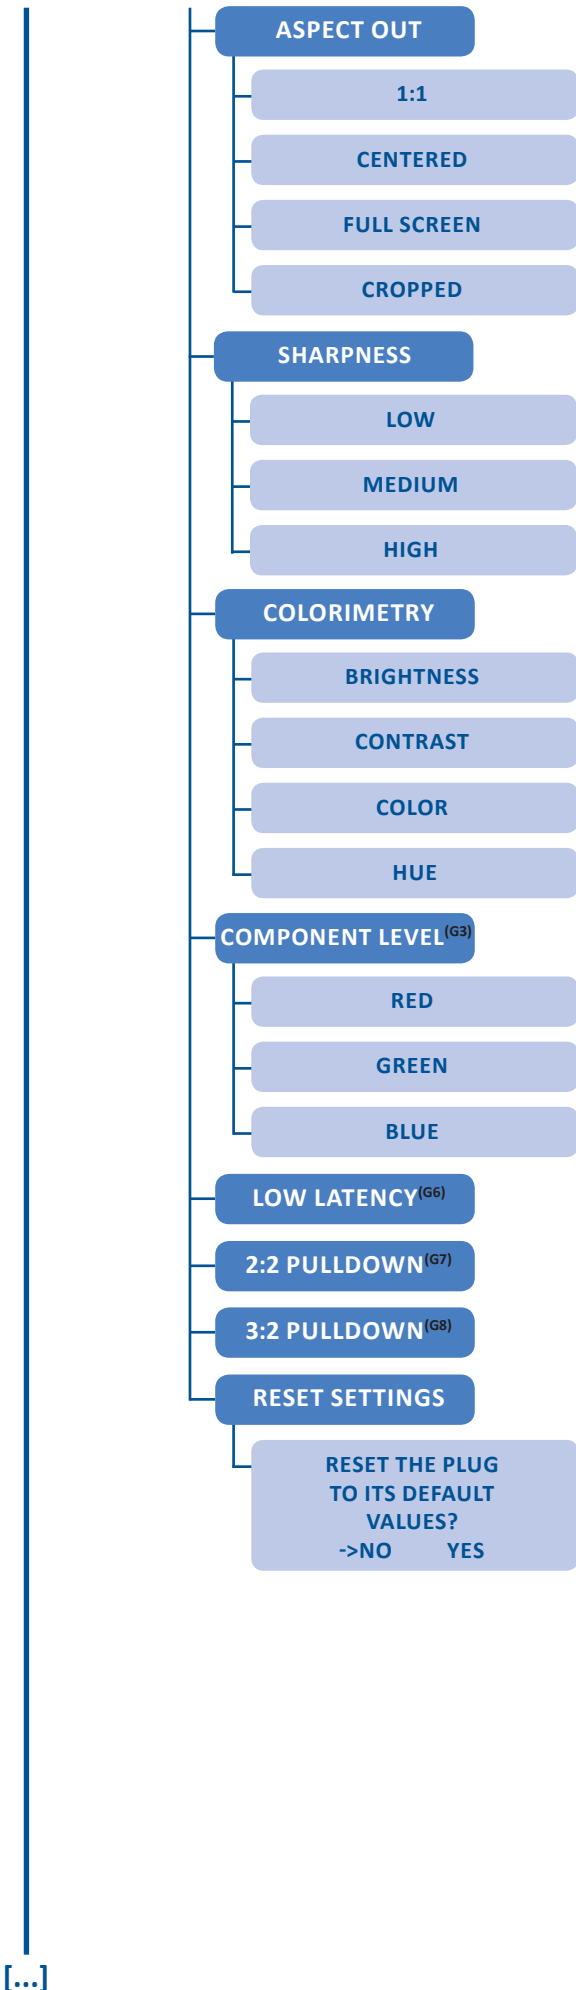 ASPECT OUT
1:1
CENTERED
FULL SCREEN
CROPPED
SHARPNESS
LOW
MEDIUM
HIGH
COLORIMETRY
BRIGHTNESS
CONTRAST
COLOR
HUE
COMPONENT LEVEL(G3)
RED
GREEN
BLUE
LOW LATENCY(G6)
2:2 PULLDOWN(G7)
3:2 PULLDOWN(G8)
RESET SETTINGS
RESET THE PLUG
TO ITS DEFAULT
VALUES?
->NO YES
[...]